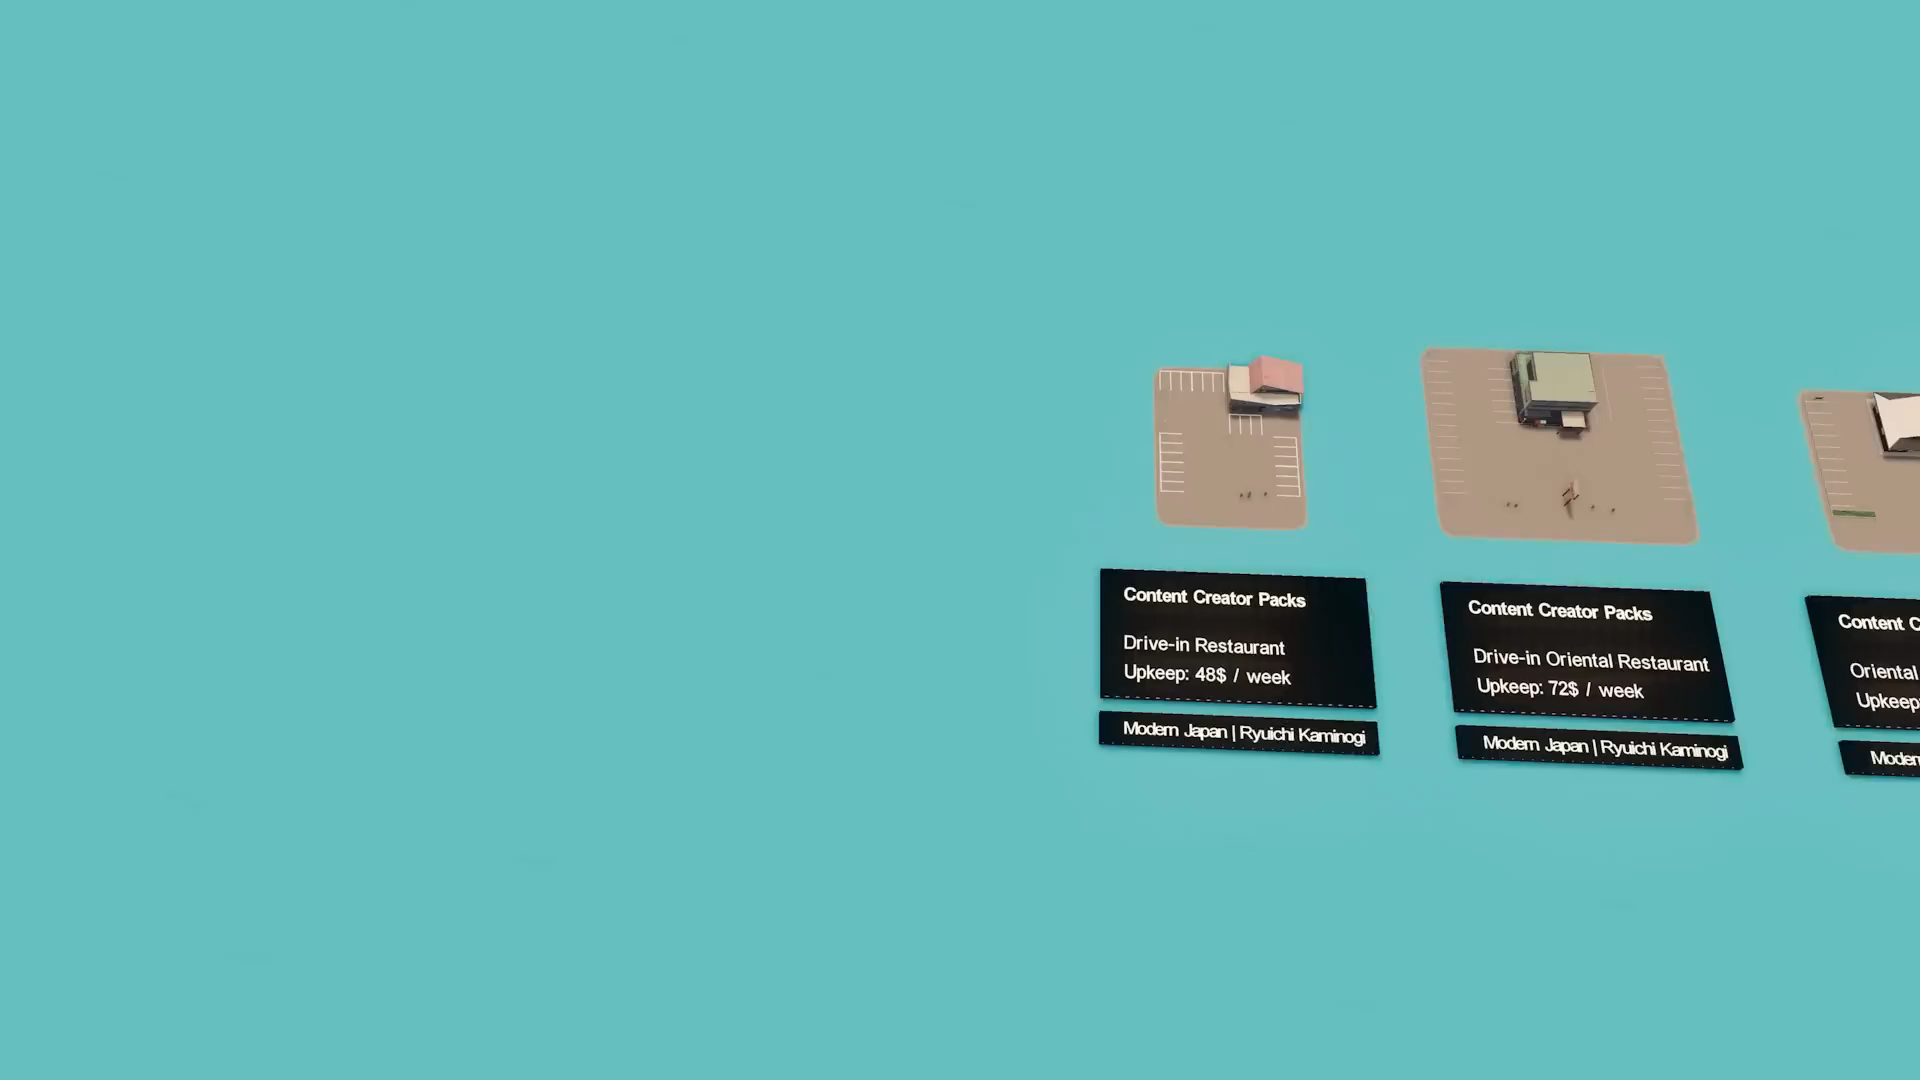 Content Creator Packs
Drive-in Restaurant
Upkeep: 48$ / week
Modern Japan | Ryuichi Kaminogi
Content Creator Packs
Drive-in Oriental Restaurant
Upkeep: 72$ / week
Modern Japan | Ryuichi Kaminogi
Content
Oriental